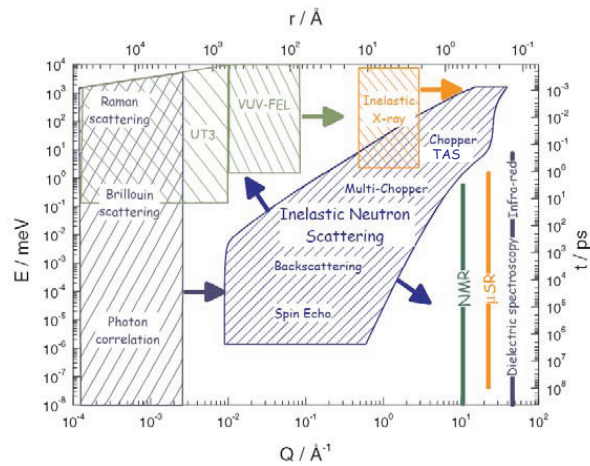 r / Å
10⁴ 10³ 10² 10¹ 10⁰ 10⁻¹
10⁴
10³
10²
10¹
10⁰
10⁻¹
10⁻²
10⁻³
10⁻⁴
10⁻⁵
10⁻⁶
10⁻⁷
10⁻⁸
E / meV
Raman
scattering
UT3
VUV-FEL
Inelastic
X-ray
Chopper
TAS
Brillouin
scattering
Multi-Chopper
Inelastic Neutron
Scattering
Backscattering
Spin Echo
Photon
correlation
NMR
µSR
Dielectric spectroscopy
Infra-red
10⁻³
10⁻²
10⁻¹
10⁰
10¹
10²
10³
10⁴
10⁵
10⁶
10⁷
10⁸
t / ps
10⁻⁴ 10⁻³ 10⁻² 10⁻¹ 10⁰ 10¹ 10²
Q / Å⁻¹